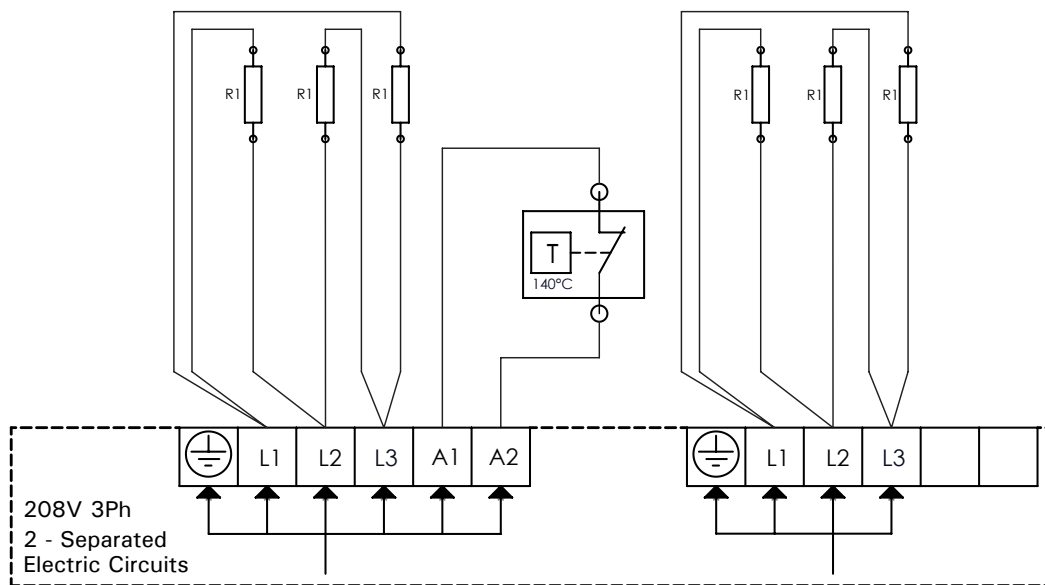 R1 R1 R1 R1 R1 R1
T
140°C
L1 L2 L3 A1 A2 L1 L2 L3
208V 3Ph
2 - Separated
Electric Circuits